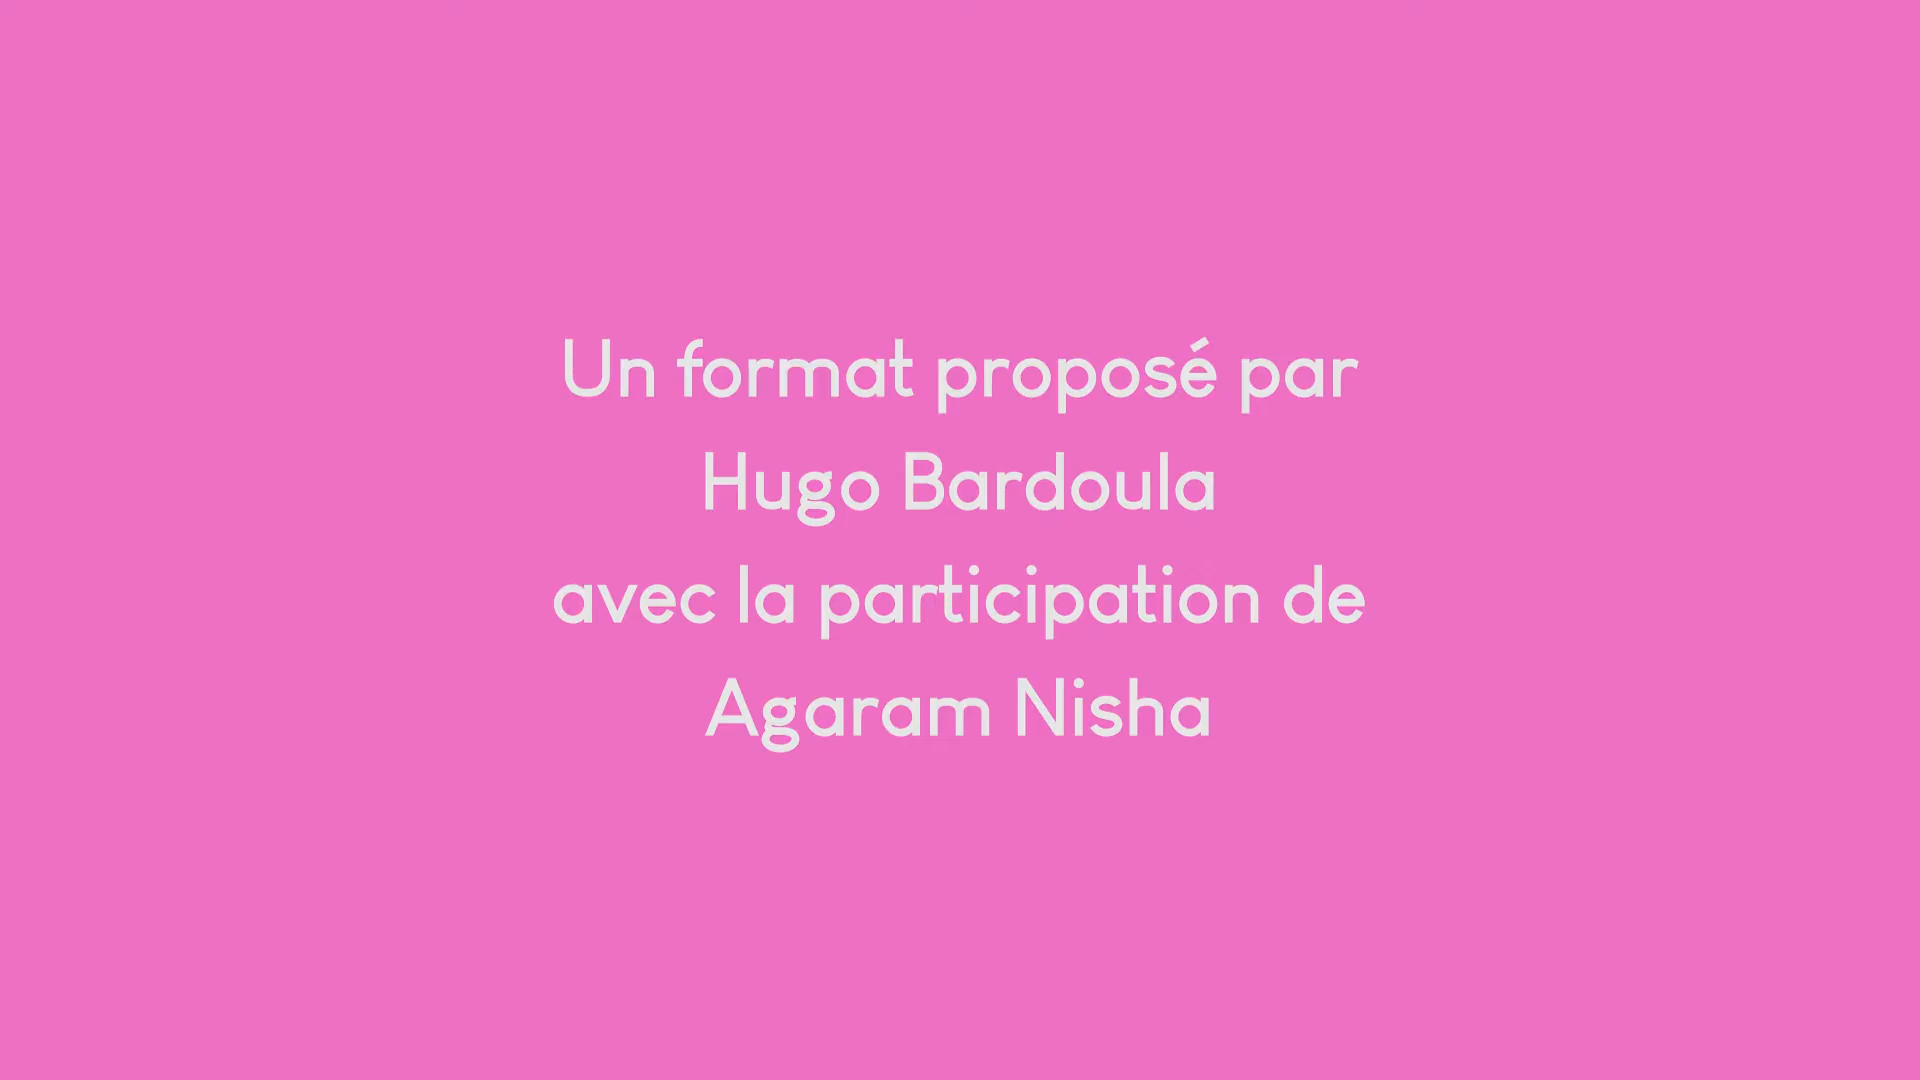 Un format proposé par
Hugo Bardoula
avec la participation de
Agaram Nisha